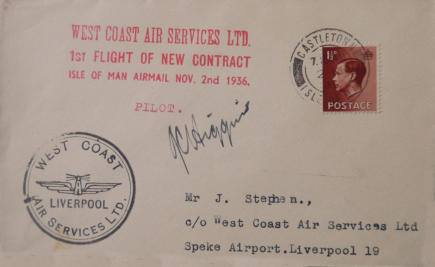 WEST COAST AIR SERVICES LTD.
1ST FLIGHT OF NEW CONTRACT
ISLE OF MAN AIRMAIL NOV. 2nd 1936.
PILOT.
CASTLETOWN
ISLE
1½
POSTAGE
WEST COAST
LIVERPOOL
AIR SERVICES LTD.
Mr J. Stephen.,
c/o West Coast Air Services Ltd
Speke Airport.Liverpool 19